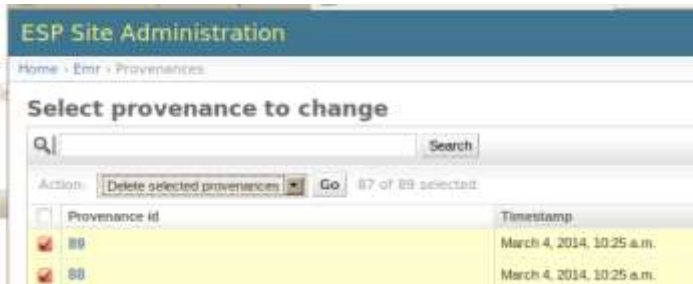 ESP Site Administration
Home › Emr › Provenances
Select provenance to change
Search
Action: Delete selected provenances Go 87 of 89 selected
Provenance id Timestamp
89 March 4, 2014, 10:25 a.m.
88 March 4, 2014, 10:25 a.m.